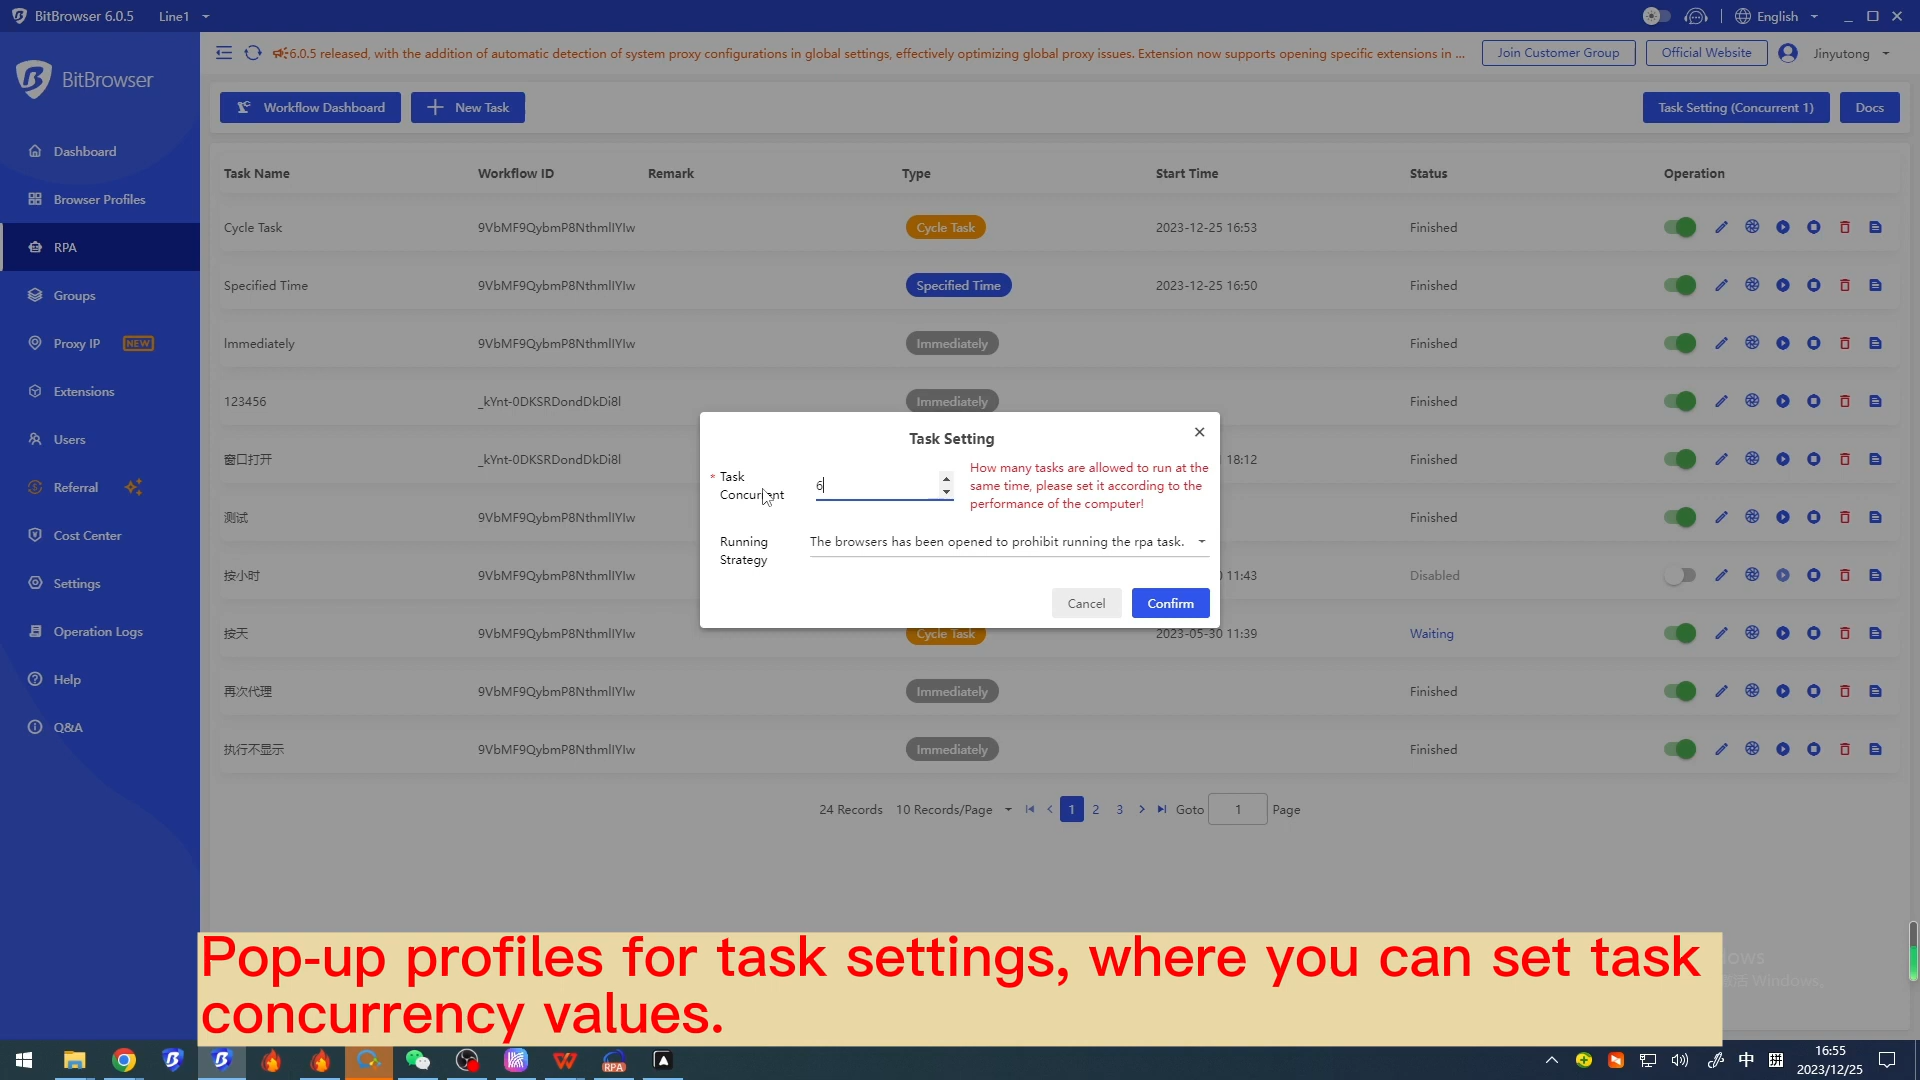 BitBrowser 6.0.5 Line1 English
6.0.5 released, with the addition of automatic detection of system proxy configurations in global settings, effectively optimizing global proxy issues. Extension now supports opening specific extensions in ... Join Customer Group Official Website Jinyutong
BitBrowser
Workflow Dashboard New Task Task Setting (Concurrent 1) Docs
Dashboard
Browser Profiles
RPA
Groups
Proxy IP NEW
Extensions
Users
Referral
Cost Center
Settings
Operation Logs
Help
Q&A
Task Name Workflow ID Remark Type Start Time Status Operation
Cycle Task 9VbMF9QybmP8NthmlIYIw Cycle Task 2023-12-25 16:53 Finished
Specified Time 9VbMF9QybmP8NthmlIYIw Specified Time 2023-12-25 16:50 Finished
Immediately 9VbMF9QybmP8NthmlIYIw Immediately Finished
123456 _kYnt-0DKSRDondDkDi8l Immediately Finished
窗口打开 _kYnt-0DKSRDondDkDi8l 18:12 Finished
测试 9VbMF9QybmP8NthmlIYIw Finished
按小时 9VbMF9QybmP8NthmlIYIw 11:43 Disabled
按天 9VbMF9QybmP8NthmlIYIw Cycle Task 2023-05-30 11:39 Waiting
再次代理 9VbMF9QybmP8NthmlIYIw Immediately Finished
执行不显示 9VbMF9QybmP8NthmlIYIw Immediately Finished
Task Setting
* Task Concurrent 6
How many tasks are allowed to run at the
same time, please set it according to the
performance of the computer!
Running Strategy The browsers has been opened to prohibit running the rpa task.
Cancel Confirm
24 Records 10 Records/Page 1 2 3 Goto 1 Page
Pop-up profiles for task settings, where you can set task
concurrency values.
RPA
中 拼 16:55
2023/12/25